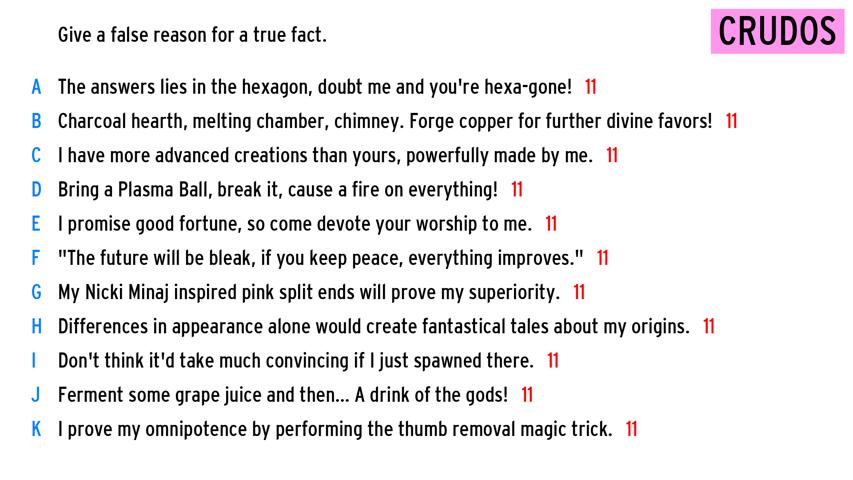 Give a false reason for a true fact.
CRUDOS
A The answers lies in the hexagon, doubt me and you're hexa-gone! 11
B Charcoal hearth, melting chamber, chimney. Forge copper for further divine favors! 11
C I have more advanced creations than yours, powerfully made by me. 11
D Bring a Plasma Ball, break it, cause a fire on everything! 11
E I promise good fortune, so come devote your worship to me. 11
F "The future will be bleak, if you keep peace, everything improves." 11
G My Nicki Minaj inspired pink split ends will prove my superiority. 11
H Differences in appearance alone would create fantastical tales about my origins. 11
I Don't think it'd take much convincing if I just spawned there. 11
J Ferment some grape juice and then... A drink of the gods! 11
K I prove my omnipotence by performing the thumb removal magic trick. 11